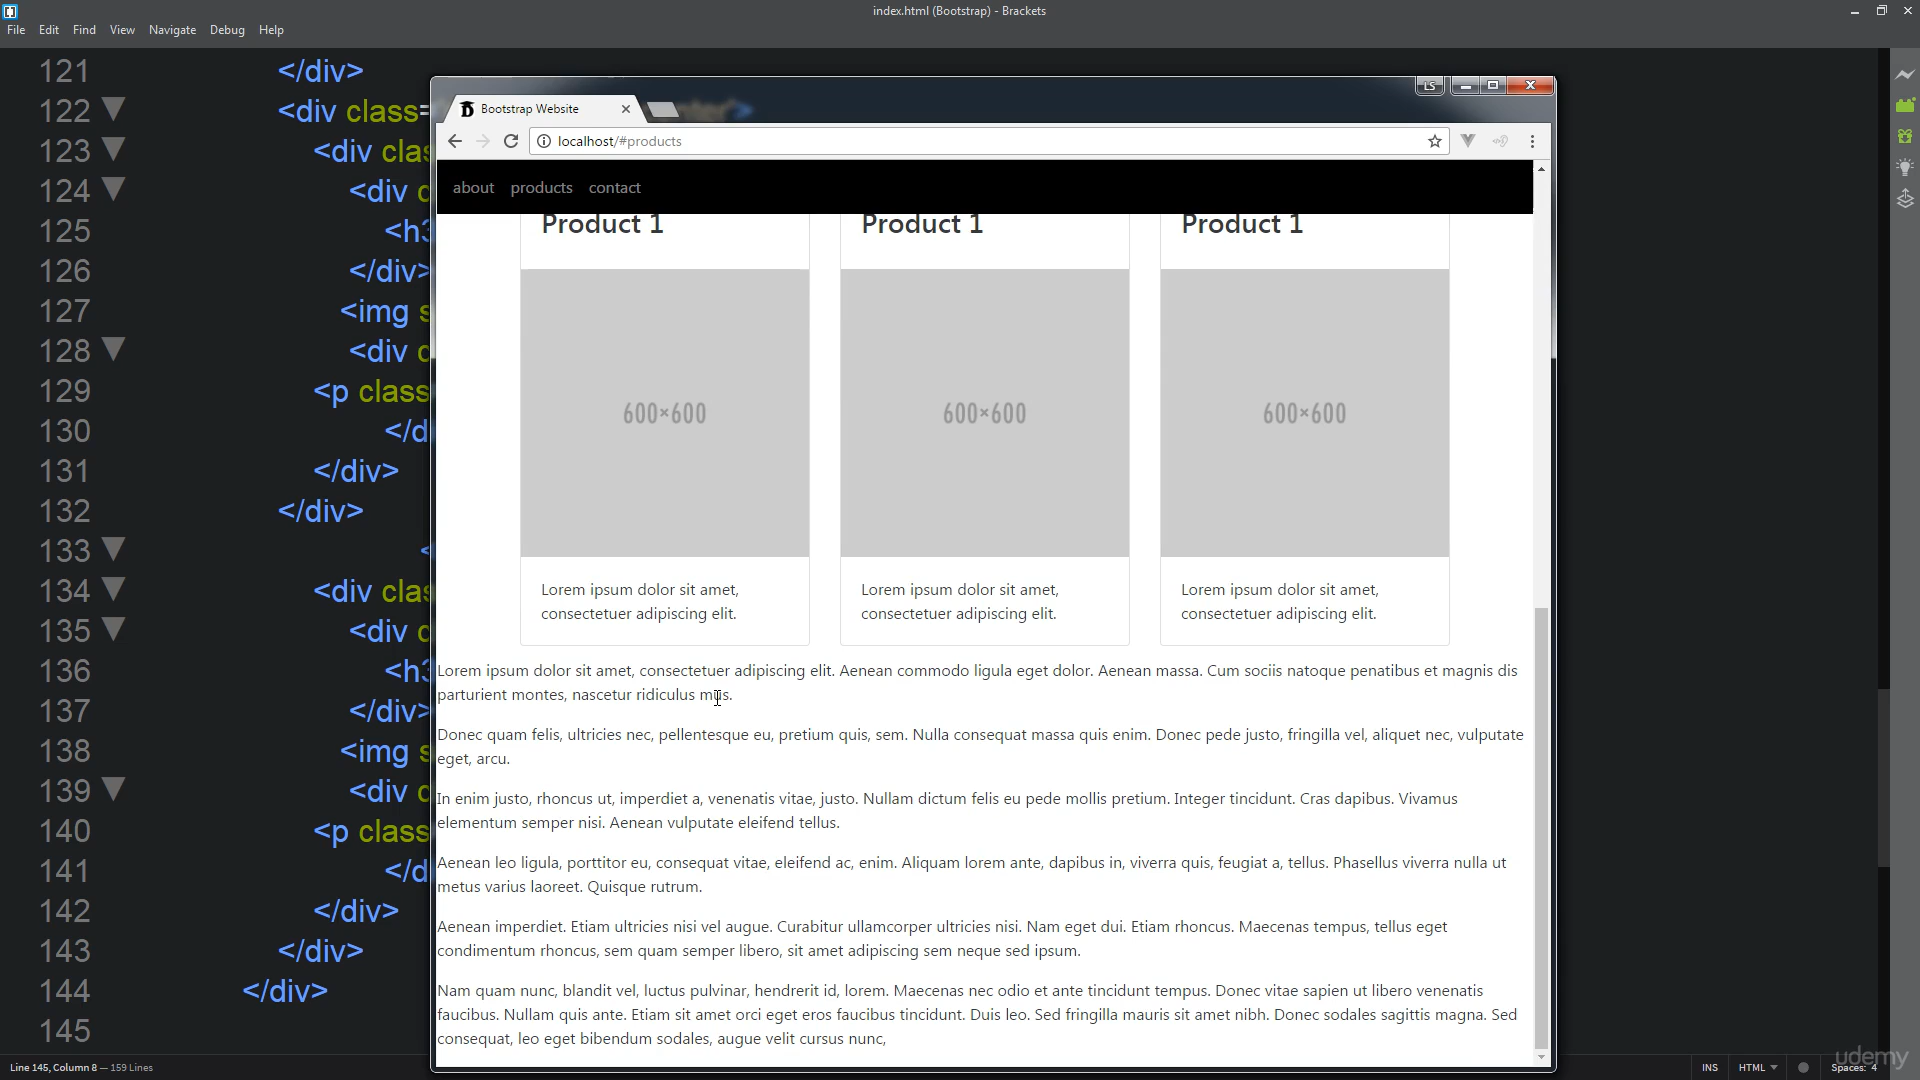 index.html (Bootstrap) - Brackets
File Edit Find View Navigate Debug Help
121 </div>
122 <div class=
123 <div clas
124 <div c
125 <h3
126 </div>
127 <img s
128 <div c
129 <p class
130 </d
131 </div>
132 </div>
133 <
134 <div clas
135 <div c
136 <h3
137 </div>
138 <img s
139 <div c
140 <p class
141 </d
142 </div>
143 </div>
144 </div>
145
LS
Bootstrap Website
localhost/#products
about products contact
Product 1 Product 1 Product 1
600×600 600×600 600×600
Lorem ipsum dolor sit amet, Lorem ipsum dolor sit amet, Lorem ipsum dolor sit amet,
consectetuer adipiscing elit. consectetuer adipiscing elit. consectetuer adipiscing elit.
Lorem ipsum dolor sit amet, consectetuer adipiscing elit. Aenean commodo ligula eget dolor. Aenean massa. Cum sociis natoque penatibus et magnis dis
parturient montes, nascetur ridiculus mus.
Donec quam felis, ultricies nec, pellentesque eu, pretium quis, sem. Nulla consequat massa quis enim. Donec pede justo, fringilla vel, aliquet nec, vulputate
eget, arcu.
In enim justo, rhoncus ut, imperdiet a, venenatis vitae, justo. Nullam dictum felis eu pede mollis pretium. Integer tincidunt. Cras dapibus. Vivamus
elementum semper nisi. Aenean vulputate eleifend tellus.
Aenean leo ligula, porttitor eu, consequat vitae, eleifend ac, enim. Aliquam lorem ante, dapibus in, viverra quis, feugiat a, tellus. Phasellus viverra nulla ut
metus varius laoreet. Quisque rutrum.
Aenean imperdiet. Etiam ultricies nisi vel augue. Curabitur ullamcorper ultricies nisi. Nam eget dui. Etiam rhoncus. Maecenas tempus, tellus eget
condimentum rhoncus, sem quam semper libero, sit amet adipiscing sem neque sed ipsum.
Nam quam nunc, blandit vel, luctus pulvinar, hendrerit id, lorem. Maecenas nec odio et ante tincidunt tempus. Donec vitae sapien ut libero venenatis
faucibus. Nullam quis ante. Etiam sit amet orci eget eros faucibus tincidunt. Duis leo. Sed fringilla mauris sit amet nibh. Donec sodales sagittis magna. Sed
consequat, leo eget bibendum sodales, augue velit cursus nunc,
Line 145, Column 8 — 159 Lines
INS HTML Spaces: 4
udemy